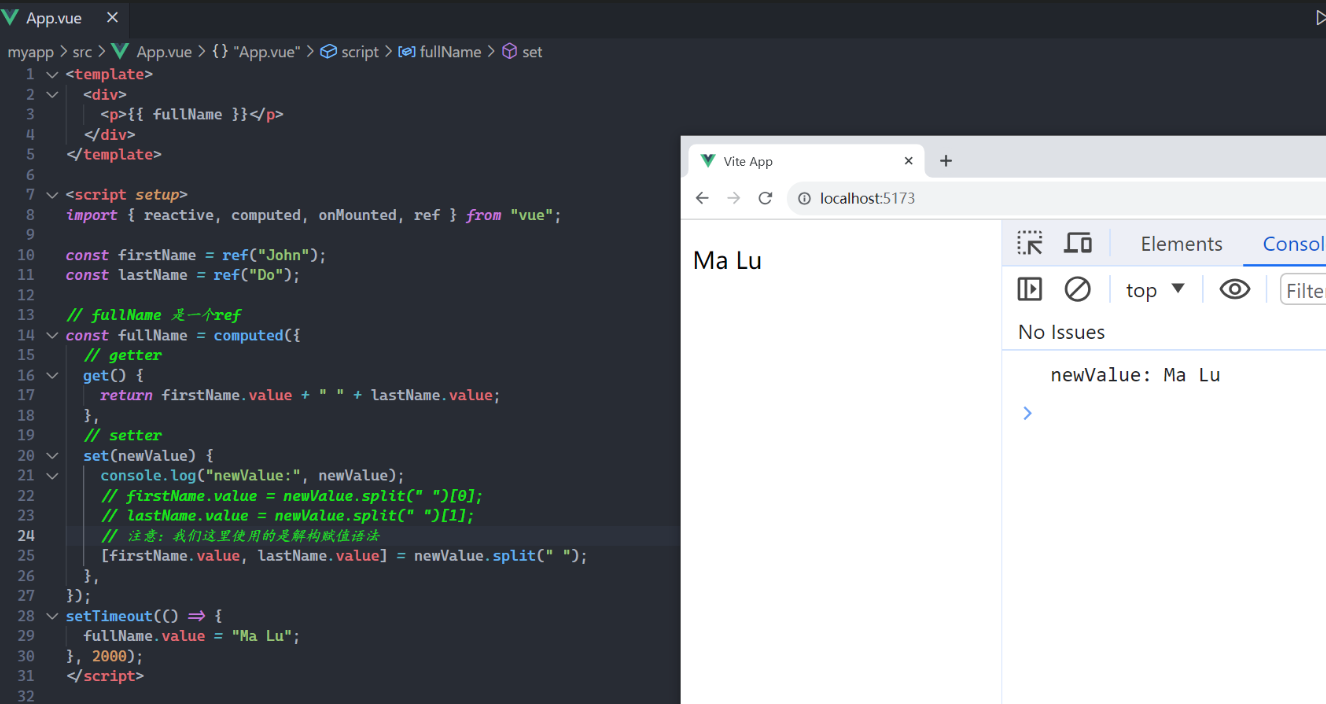 App.vue
myapp > src > App.vue > {} "App.vue" > script > fullName > set
1 <template>
2 <div>
3 <p>{{ fullName }}</p>
4 </div>
5 </template>
6
7 <script setup>
8 import { reactive, computed, onMounted, ref } from "vue";
9
10 const firstName = ref("John");
11 const lastName = ref("Do");
12
13 // fullName 是一个ref
14 const fullName = computed({
15 // getter
16 get() {
17 return firstName.value + " " + lastName.value;
18 },
19 // setter
20 set(newValue) {
21 console.log("newValue:", newValue);
22 // firstName.value = newValue.split(" ")[0];
23 // lastName.value = newValue.split(" ")[1];
24 // 注意：我们这里使用的是解构赋值语法
25 [firstName.value, lastName.value] = newValue.split(" ");
26 },
27 });
28 setTimeout(() => {
29 fullName.value = "Ma Lu";
30 }, 2000);
31 </script>
32
Vite App
localhost:5173
Ma Lu
Elements Consol
top Filter
No Issues
newValue: Ma Lu